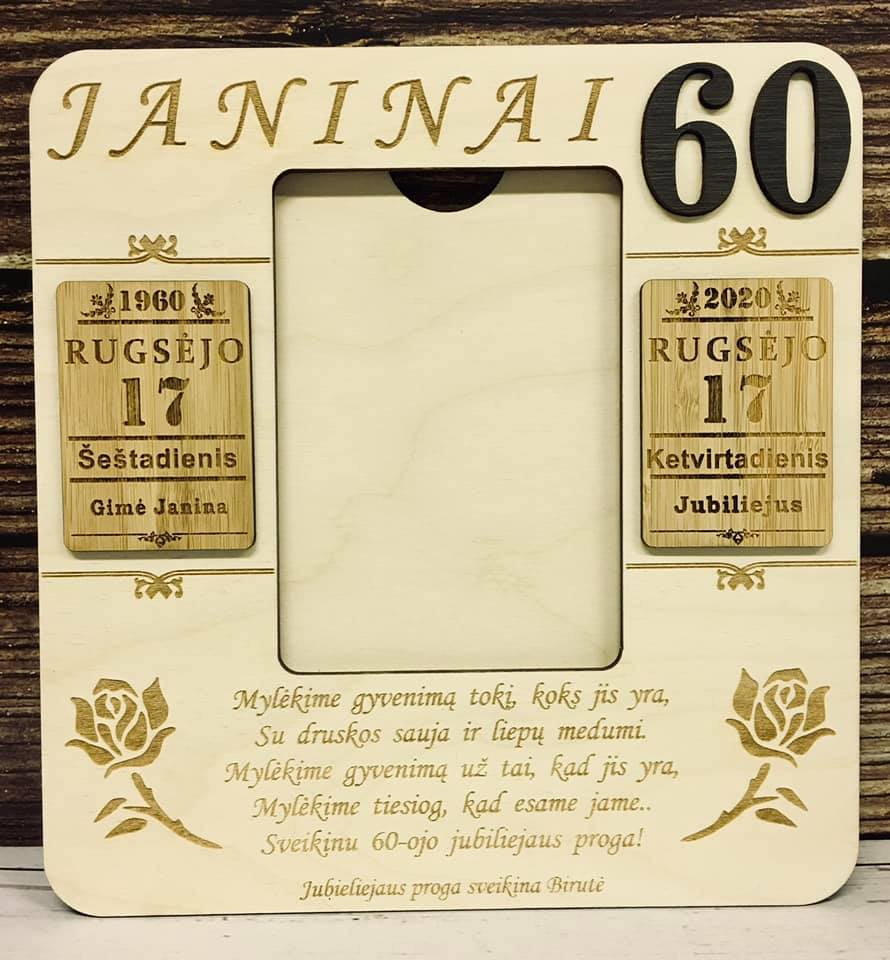 JANINAI 60
1960
RUGSĖJO
17
Šeštadienis
Gimė Janina
2020
RUGSĖJO
17
Ketvirtadienis
Jubiliejus
Mylėkime gyvenimą tokį, koks jis yra,
Su druskos sauja ir liepų medumi.
Mylėkime gyvenimą už tai, kad jis yra,
Mylėkime tiesiog, kad esame jame..
Sveikinu 60-ojo jubiliejaus proga!
Jubieliejaus proga sveikina Birutė